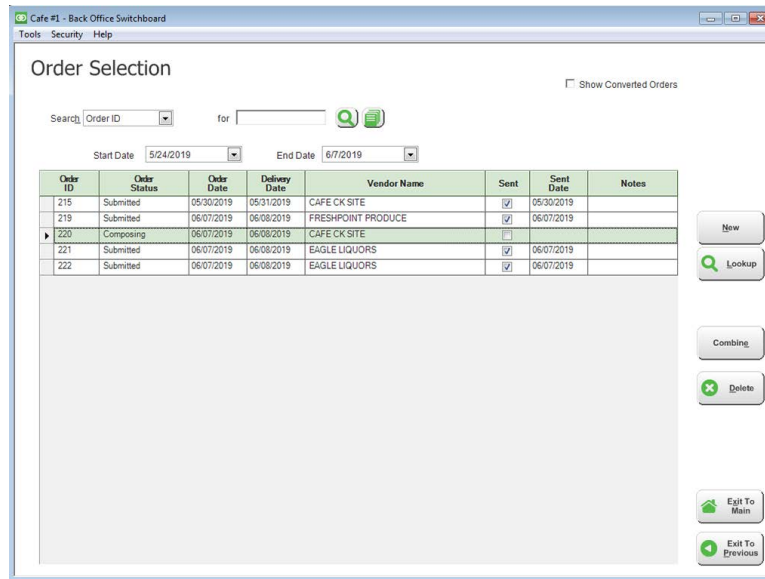 Cafe #1 - Back Office Switchboard
Tools Security Help
Order Selection
Show Converted Orders
Search Order ID for
Start Date 5/24/2019 End Date 6/7/2019
Order ID Order Status Order Date Delivery Date Vendor Name Sent Sent Date Notes
215 Submitted 05/30/2019 05/31/2019 CAFE CK SITE 05/30/2019
219 Submitted 06/07/2019 06/08/2019 FRESHPOINT PRODUCE 06/07/2019
220 Composing 06/07/2019 06/08/2019 CAFE CK SITE
221 Submitted 06/07/2019 06/08/2019 EAGLE LIQUORS 06/07/2019
222 Submitted 06/07/2019 06/08/2019 EAGLE LIQUORS 06/07/2019
New
Lookup
Combine
Delete
Exit To
Main
Exit To
Previous